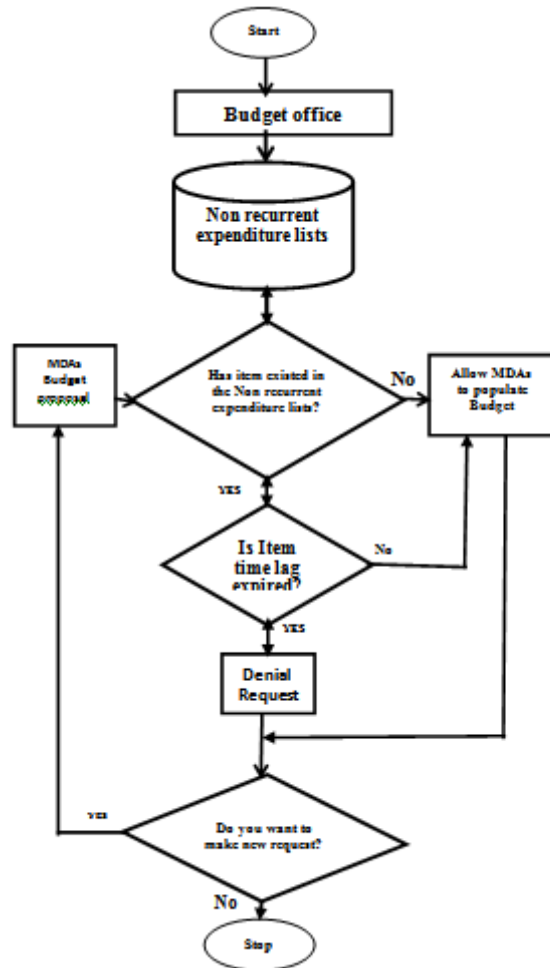 Start
Budget office
Non recurrent
expenditure lists
MDAs
Budget
proposal
Has item existed in
the Non recurrent
expenditure lists?
No
Allow MDAs
to populate
Budget
YES
Is Item
time lag
expired?
No
YES
Denial
Request
YES
Do you want to
make new request?
No
Stop